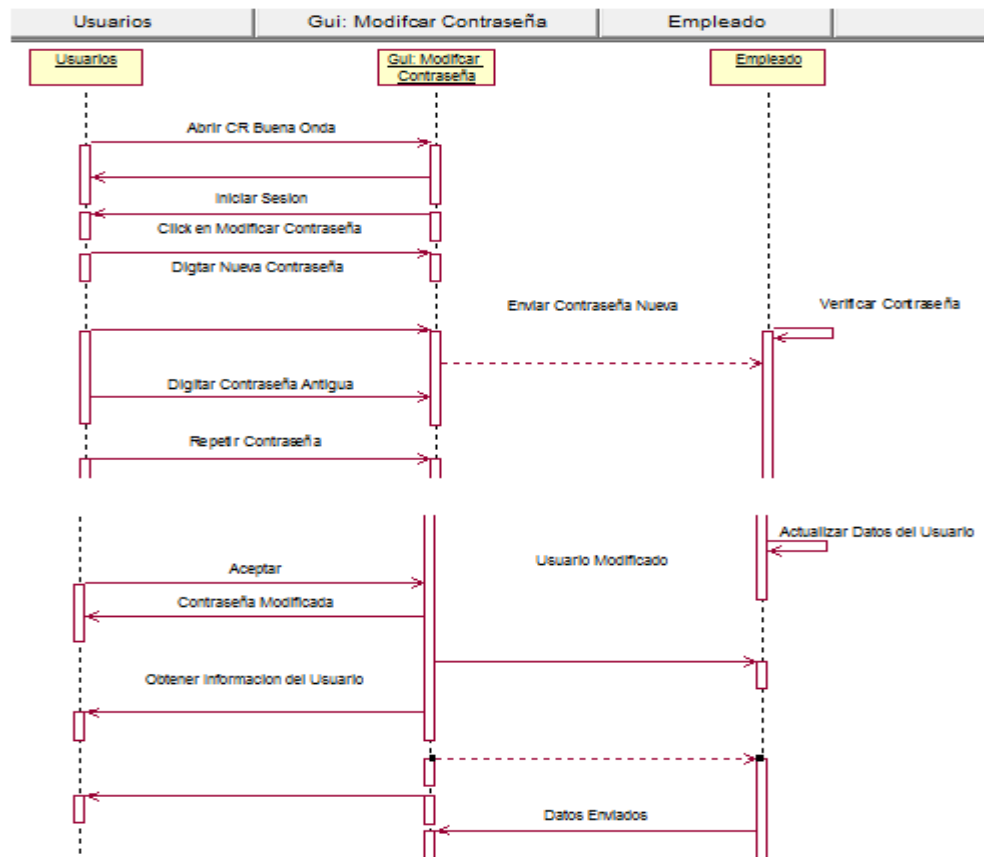 Usuarios Gui: Modifcar Contraseña Empleado
Usuarios Gui: Modifcar Empleado
Contraseña
Abrir CR Buena Onda
Iniciar Sesion
Click en Modificar Contraseña
Digtar Nueva Contraseña
Enviar Contraseña Nueva
Verificar Contraseña
Digitar Contraseña Antigua
Repetir Contraseña
Actualizar Datos del Usuario
Usuario Modificado
Aceptar
Contraseña Modificada
Obtener Informacion del Usuario
Datos Enviados